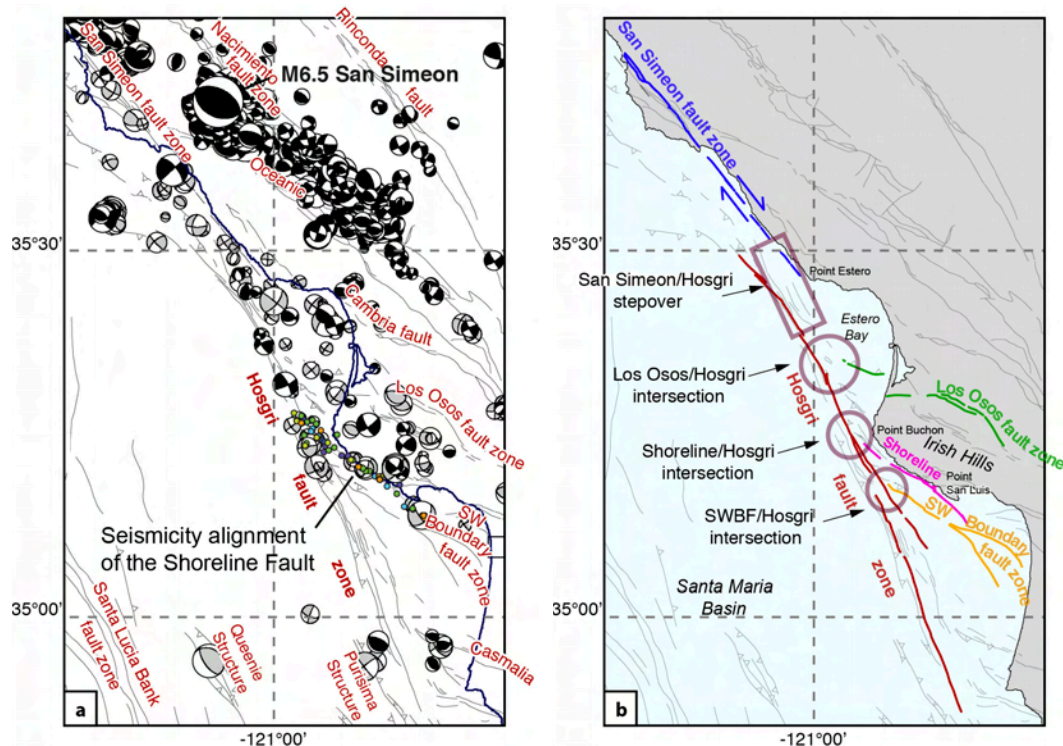 San Simeon fault zone
Nacimiento
fault zone
Rinconda
fault
M6.5 San Simeon
Oceanic
35°30'
Cambria fault
Hosgri
fault
zone
Los Osos fault zone
Seismicity alignment
of the Shoreline Fault
SW
Boundary
fault zone
35°00'
Santa Lucia Bank
fault zone
Queenie
Structure
Purisima
Structure
Casmalia
a
-121°00'
San Simeon fault zone
35°30'
Point Estero
San Simeon/Hosgri
stepover
Estero
Bay
Los Osos/Hosgri
intersection
Hosgri
fault
zone
Los Osos fault zone
Point Buchon
Shoreline
Irish Hills
Shoreline/Hosgri
intersection
Point
San Luis
SW
Boundary
fault zone
SWBF/Hosgri
intersection
Santa Maria
Basin
35°00'
b
-121°00'